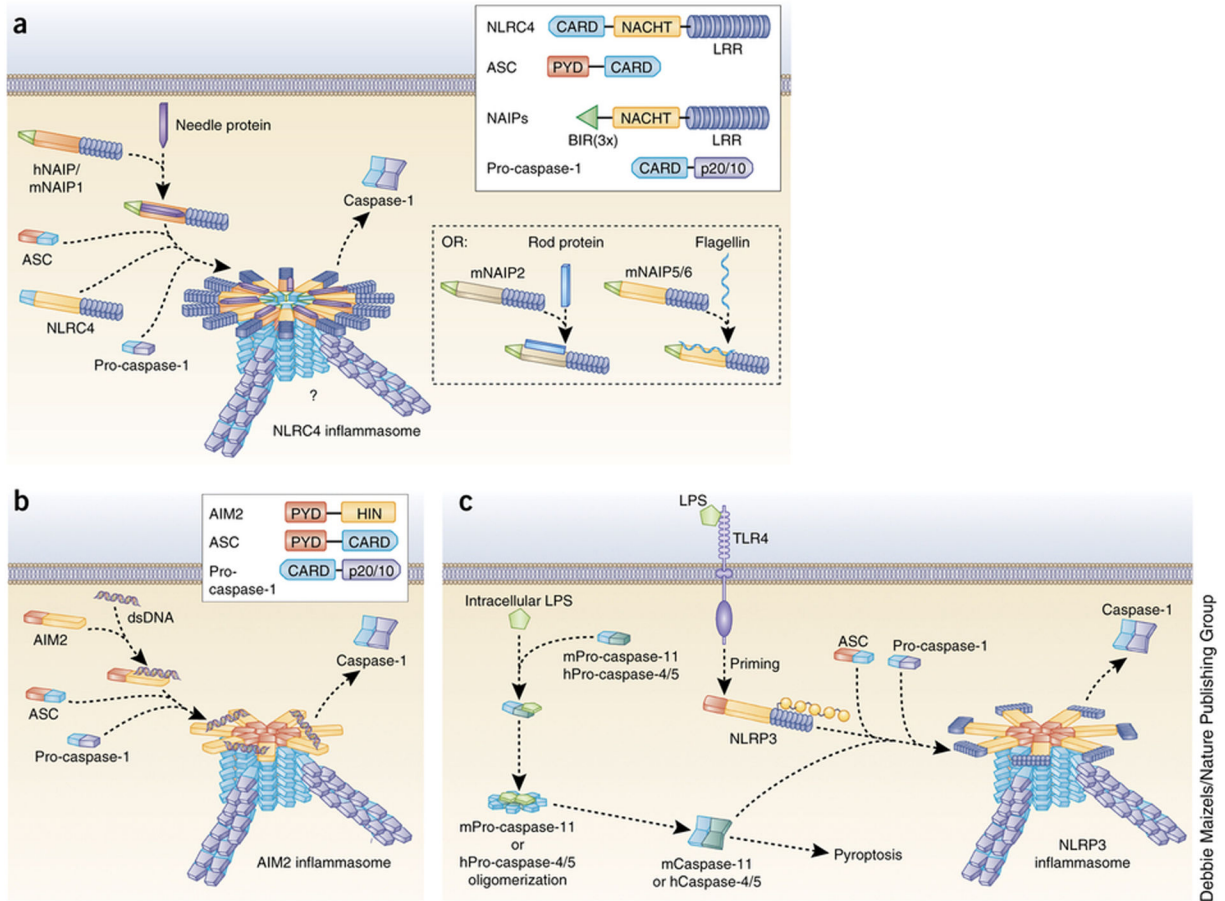 a
NLRC4
CARD
NACHT
LRR
ASC
PYD
CARD
NAIPs
BIR(3x)
NACHT
LRR
Pro-caspase-1
CARD
p20/10
Needle protein
hNAIP/
mNAIP1
Caspase-1
ASC
NLRC4
Pro-caspase-1
?
NLRC4 inflammasome
OR:
Rod protein
Flagellin
mNAIP2
mNAIP5/6
b
AIM2
PYD
HIN
ASC
PYD
CARD
Pro-
caspase-1
CARD
p20/10
dsDNA
AIM2
Caspase-1
ASC
Pro-caspase-1
AIM2 inflammasome
c
LPS
TLR4
Intracellular LPS
mPro-caspase-11
hPro-caspase-4/5
Priming
ASC
Pro-caspase-1
Caspase-1
NLRP3
mPro-caspase-11
or
hPro-caspase-4/5
oligomerization
mCaspase-11
or hCaspase-4/5
Pyroptosis
NLRP3
inflammasome
Debbie Maizels/Nature Publishing Group